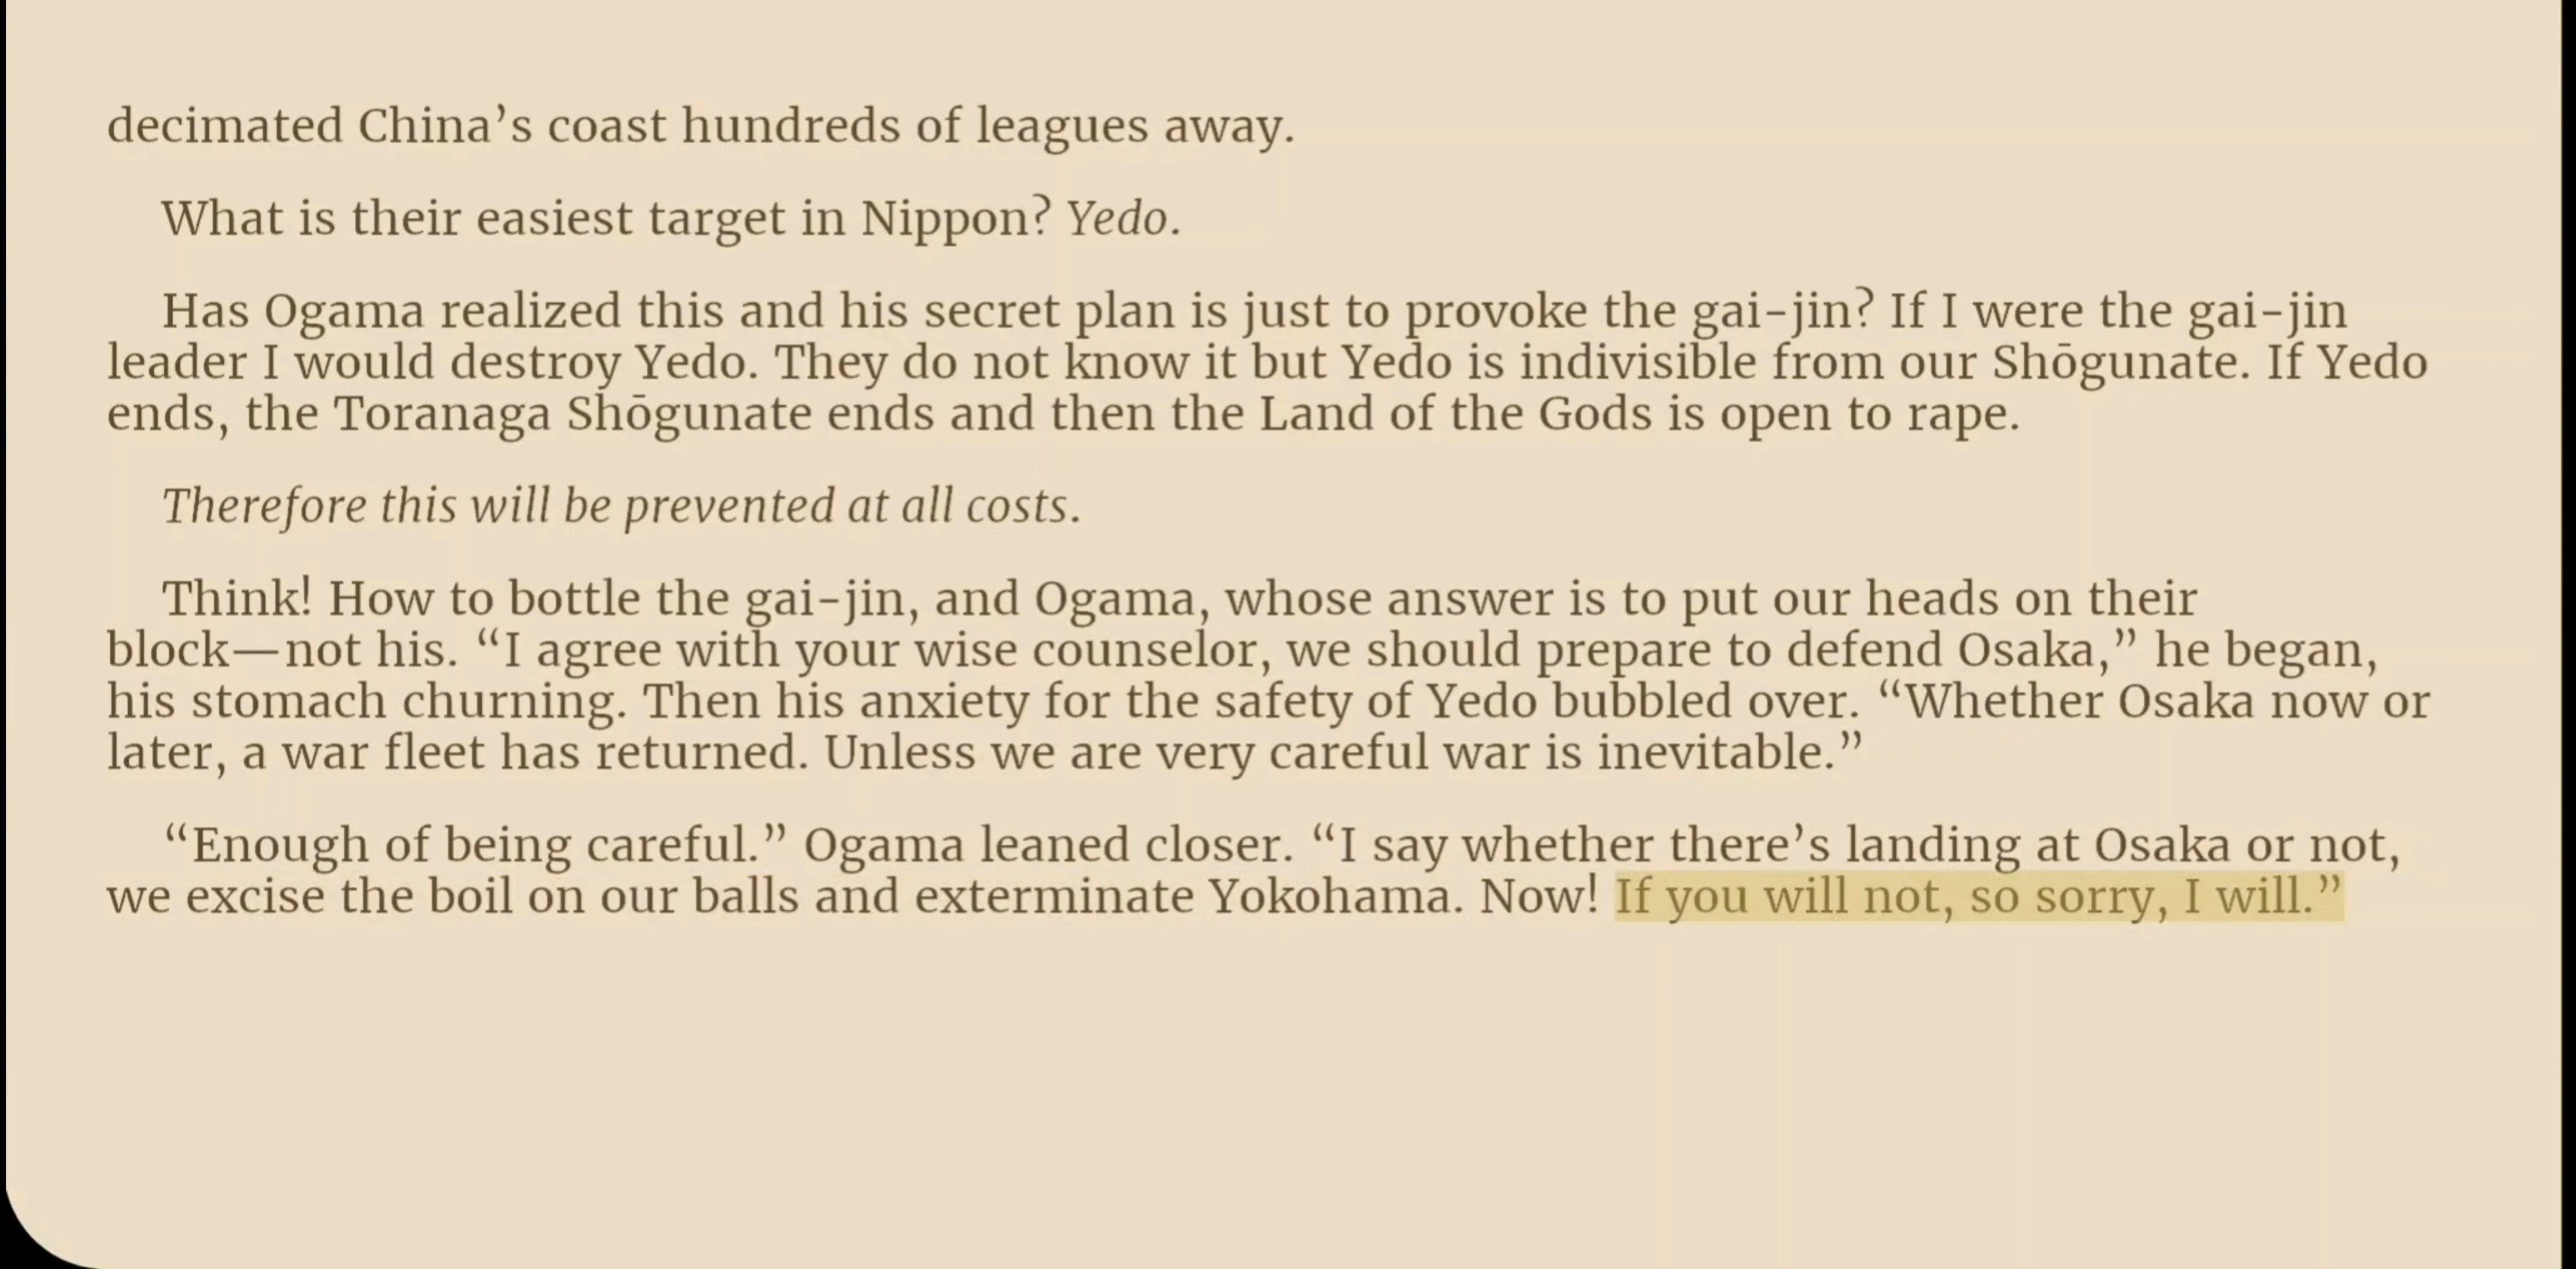 decimated China’s coast hundreds of leagues away.
What is their easiest target in Nippon? Yedo.
Has Ogama realized this and his secret plan is just to provoke the gai-jin? If I were the gai-jin
leader I would destroy Yedo. They do not know it but Yedo is indivisible from our Shōgunate. If Yedo
ends, the Toranaga Shōgunate ends and then the Land of the Gods is open to rape.
Therefore this will be prevented at all costs.
Think! How to bottle the gai-jin, and Ogama, whose answer is to put our heads on their
block—not his. “I agree with your wise counselor, we should prepare to defend Osaka,” he began,
his stomach churning. Then his anxiety for the safety of Yedo bubbled over. “Whether Osaka now or
later, a war fleet has returned. Unless we are very careful war is inevitable.”
“Enough of being careful.” Ogama leaned closer. “I say whether there’s landing at Osaka or not,
we excise the boil on our balls and exterminate Yokohama. Now! If you will not, so sorry, I will.”